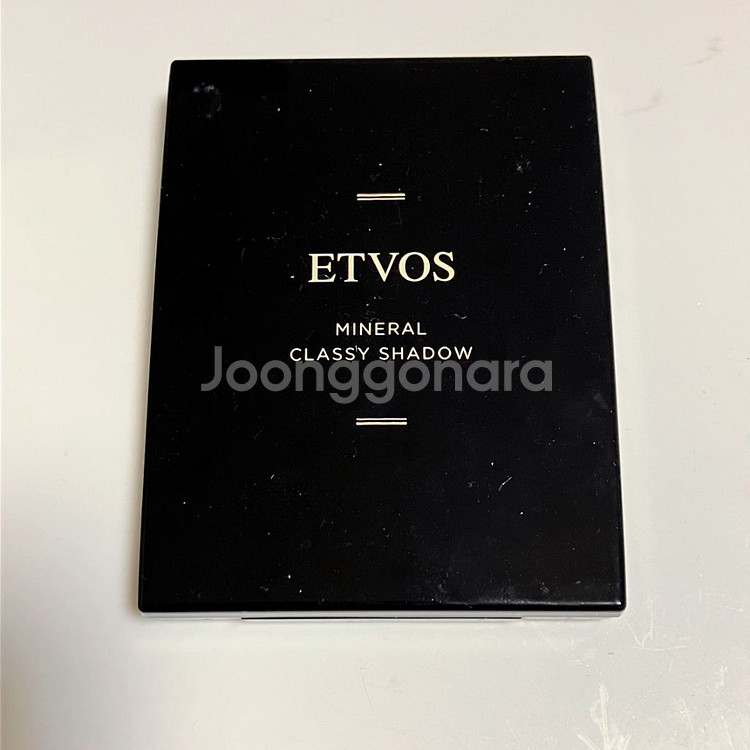 ETVOS
MINERAL
CLASSY SHADOW
Joonggonara